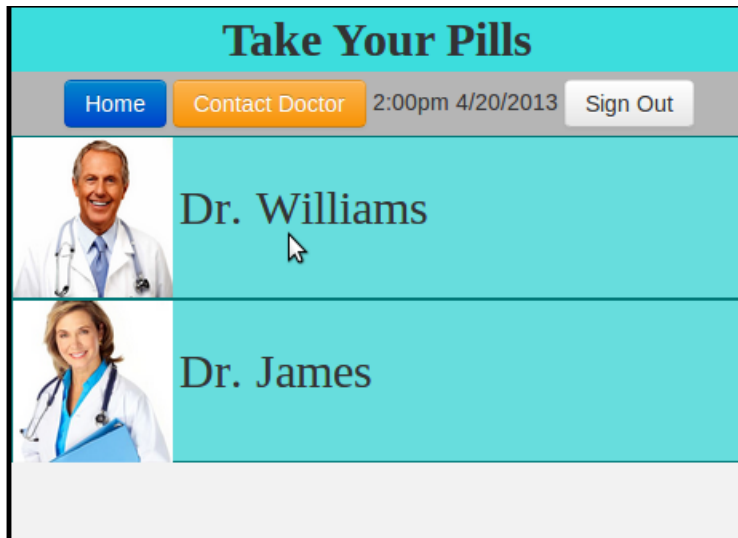 Take Your Pills
Home Contact Doctor 2:00pm 4/20/2013 Sign Out
Dr. Williams
Dr. James